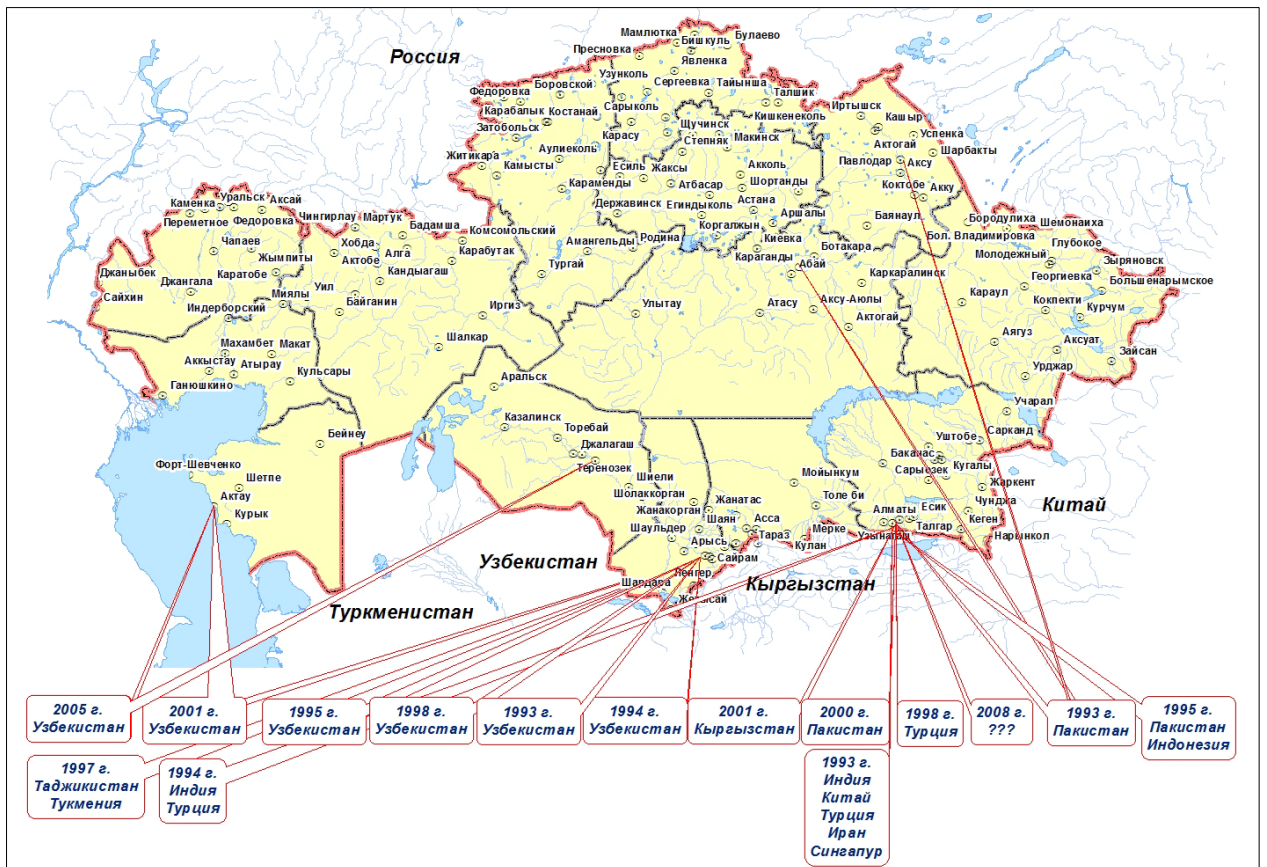 Мамлютка
Бишкуль
Булаево
Пресновка
Россия
Явленка
Узунколь
Сергеевка
Тайынша
Боровской
Талшик
Федоровка
Иртышск
Карабалык
Костанай
Сарыколь
Кишкенеколь
Кашыр
Затобольск
Щучинск
Карасу
Степняк
Макинск
Успенка
Актогай
Шарбакты
Аулиеколь
Житикара
Есиль
Жаксы
Акколь
Павлодар
Аксу
Камысты
Караменды
Атбасар
Шортанды
Коктобе
Акку
Уральск
Аксай
Каменка
Державинск
Егиндыколь
Астана
Аршалы
Баянаул
Бородулиха
Шемонаиха
Переметное
Федоровка
Чингирлау
Мартук
Бадамша
Комсомольский
Коргалжын
Бол. Владимировка
Глубокое
Чапаев
Хобда
Амангельды
Родина
Киевка
Ботакара
Молодежный
Жымпиты
Актобе
Алга
Карабутак
Караганды
Абай
Зыряновск
Джаныбек
Каратобе
Кандыагаш
Тургай
Каркаралинск
Георгиевка
Большенарымское
Джангала
Уил
Караул
Сайхин
Миялы
Байганин
Улытау
Атасу
Аксу-Аюлы
Кокпекти
Курчум
Индерборский
Иргиз
Актогай
Аягуз
Махамбет
Макат
Шалкар
Аксуат
Зайсан
Аккыстау
Атырау
Урджар
Ганюшкино
Кульсары
Аральск
Учарал
Казалинск
Торебай
Сарканд
Бейнеу
Джалагаш
Уштобе
Баканас
Форт-Шевченко
Теренозек
Мойынкум
Сарыозек
Кугалы
Шетпе
Шиели
Жаркент
Актау
Шолаккорган
Жанатас
Толе би
Китай
Курык
Жанакорган
Алматы
Есик
Чунджа
Шаульдер
Шаян
Асса
Кеген
Тараз
Мерке
Узынагаш
Талгар
Нарынкол
Арысь
Кулан
Узбекистан
Сайрам
Ленгер
Шардара
Кыргызстан
Жетысай
Туркменистан
2005 г.
Узбекистан
2001 г.
Узбекистан
1995 г.
Узбекистан
1998 г.
Узбекистан
1993 г.
Узбекистан
1994 г.
Узбекистан
2001 г.
Кыргызстан
2000 г.
Пакистан
1998 г.
Турция
2008 г.
???
1993 г.
Пакистан
1995 г.
Пакистан
Индонезия
1997 г.
Таджикистан
Тукмения
1994 г.
Индия
Турция
1993 г.
Индия
Китай
Турция
Иран
Сингапур